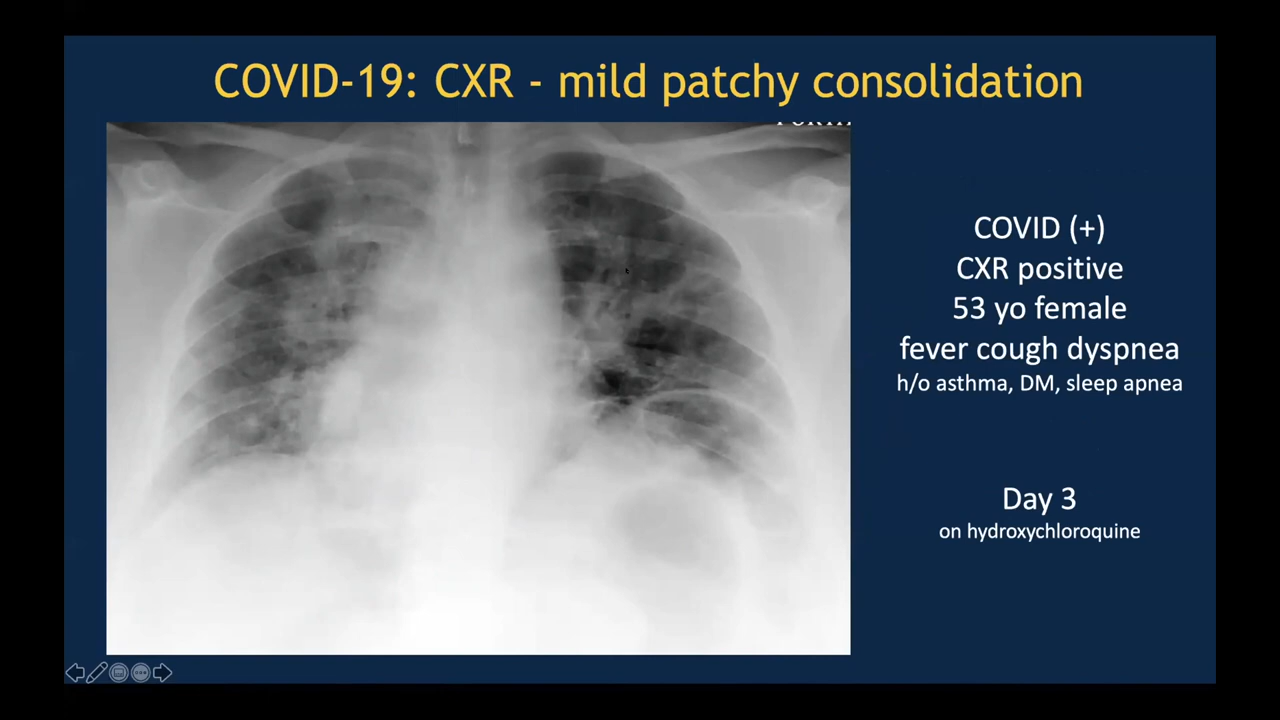 COVID-19: CXR - mild patchy consolidation
COVID (+)
CXR positive
53 yo female
fever cough dyspnea
h/o asthma, DM, sleep apnea
Day 3
on hydroxychloroquine